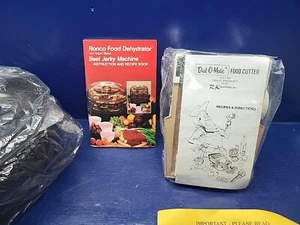 Ronco Food Dehydrator
Beef Jerky Machine
INSTRUCTION AND RECIPE BOOK
Dial-O-Matic FOOD CUTTER
RECIPES & DIRECTIONS
IMPORTANT - PLEASE READ